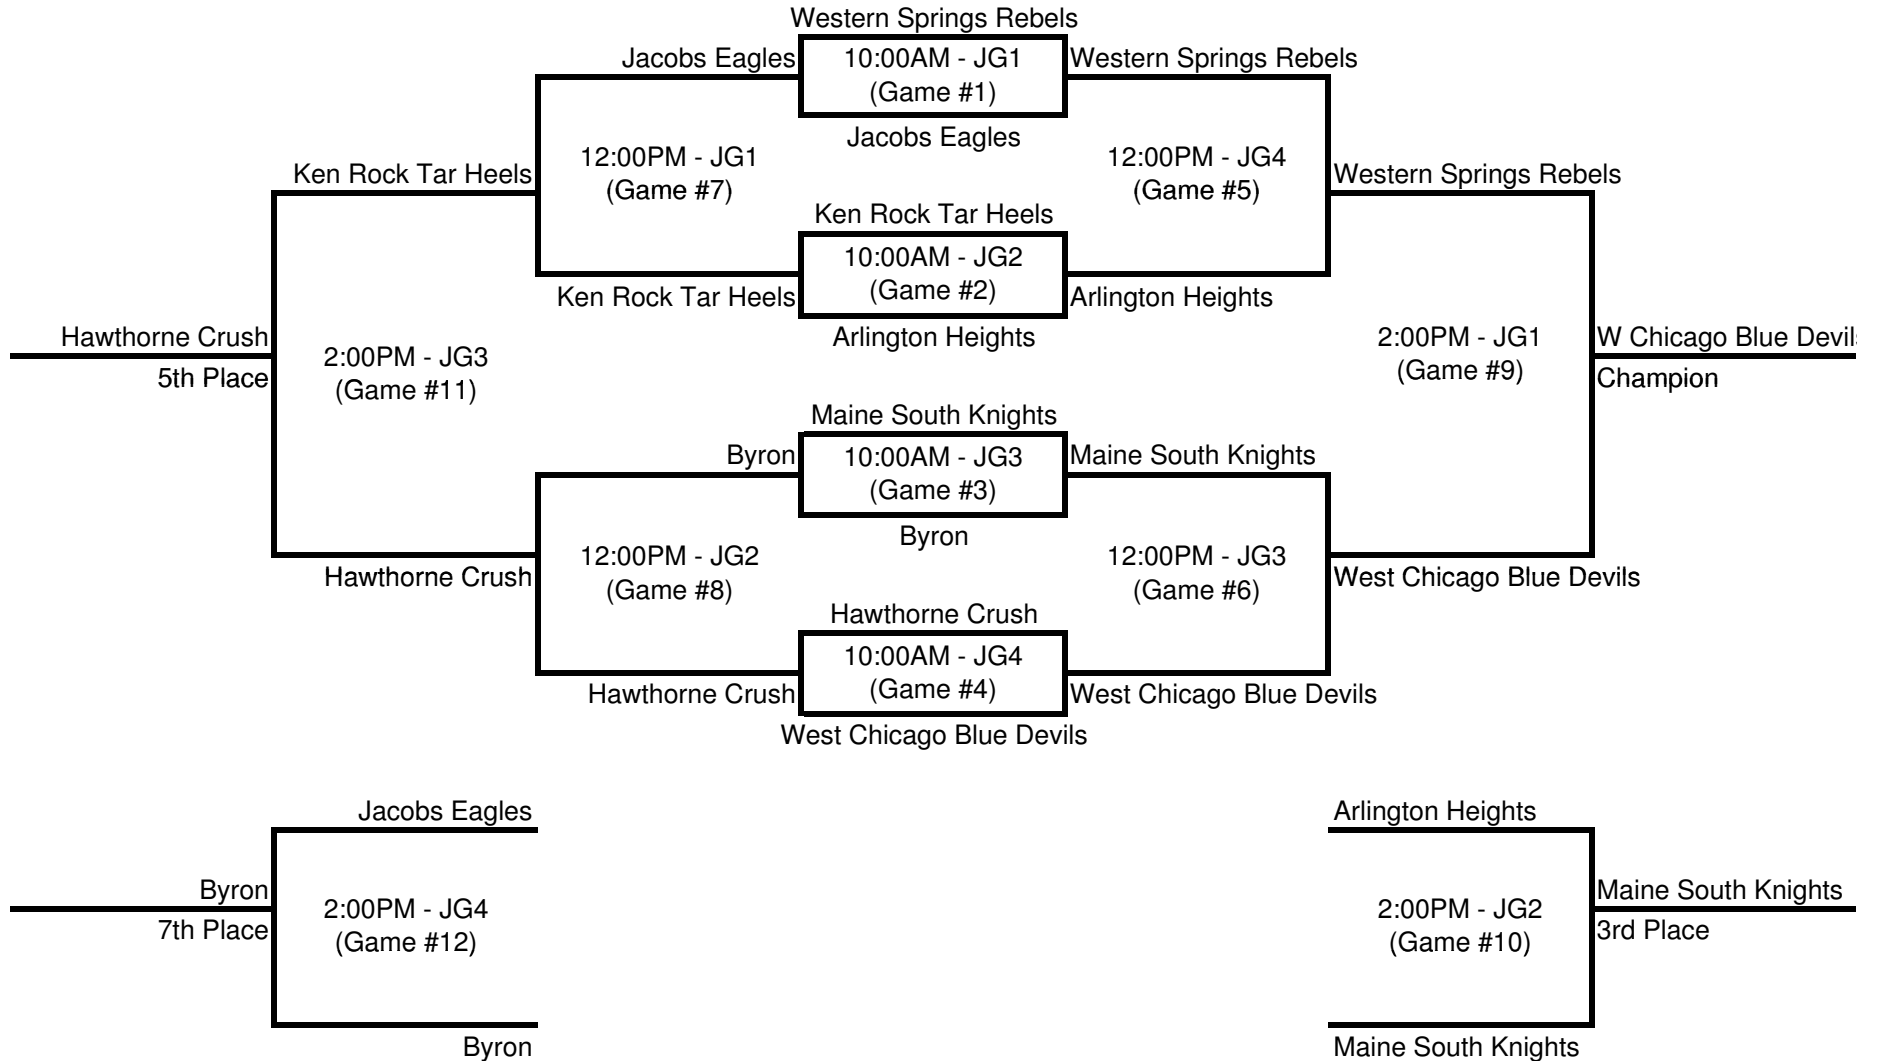 Western Springs Rebels
Jacobs Eagles
10:00AM - JG1
(Game #1)
Western Springs Rebels
Jacobs Eagles
12:00PM - JG1
(Game #7)
12:00PM - JG4
(Game #5)
Ken Rock Tar Heels
Western Springs Rebels
Ken Rock Tar Heels
10:00AM - JG2
(Game #2)
Ken Rock Tar Heels
Arlington Heights
Arlington Heights
Hawthorne Crush
5th Place
2:00PM - JG3
(Game #11)
2:00PM - JG1
(Game #9)
W Chicago Blue Devil
Champion
Maine South Knights
Byron
10:00AM - JG3
(Game #3)
Maine South Knights
Byron
12:00PM - JG2
(Game #8)
12:00PM - JG3
(Game #6)
Hawthorne Crush
West Chicago Blue Devils
Hawthorne Crush
10:00AM - JG4
(Game #4)
Hawthorne Crush
West Chicago Blue Devils
West Chicago Blue Devils
Jacobs Eagles
Arlington Heights
Byron
7th Place
2:00PM - JG4
(Game #12)
2:00PM - JG2
(Game #10)
Maine South Knights
3rd Place
Byron
Maine South Knights